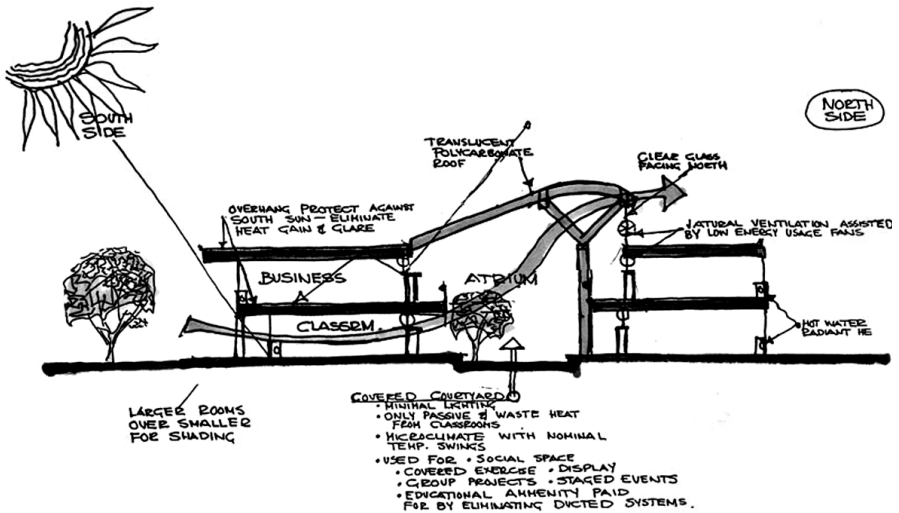 SOUTH
SIDE
NORTH
SIDE
TRANSLUCENT
POLYCARBONATE
ROOF
CLEAR GLASS
FACING NORTH
OVERHANG PROTECT AGAINST
SOUTH SUN — ELIMINATE
HEAT GAIN & GLARE
NATURAL VENTILATION ASSISTED
BY LOW ENERGY USAGE FANS
BUSINESS
ATRIUM
CLASSRM.
HOT WATER
RADIANT HE
LARGER ROOMS
OVER SMALLER
FOR SHADING
COVERED COURTYARD
• MINIMAL LIGHTING
• ONLY PASSIVE & WASTE HEAT
FROM CLASSROOMS
• MICROCLIMATE WITH NOMINAL
TEMP. SWINGS
• USED FOR • SOCIAL SPACE
• COVERED EXERCISE • DISPLAY
• GROUP PROJECTS • STAGED EVENTS
• EDUCATIONAL AMMENITY PAID
FOR BY ELIMINATING DUCTED SYSTEMS.